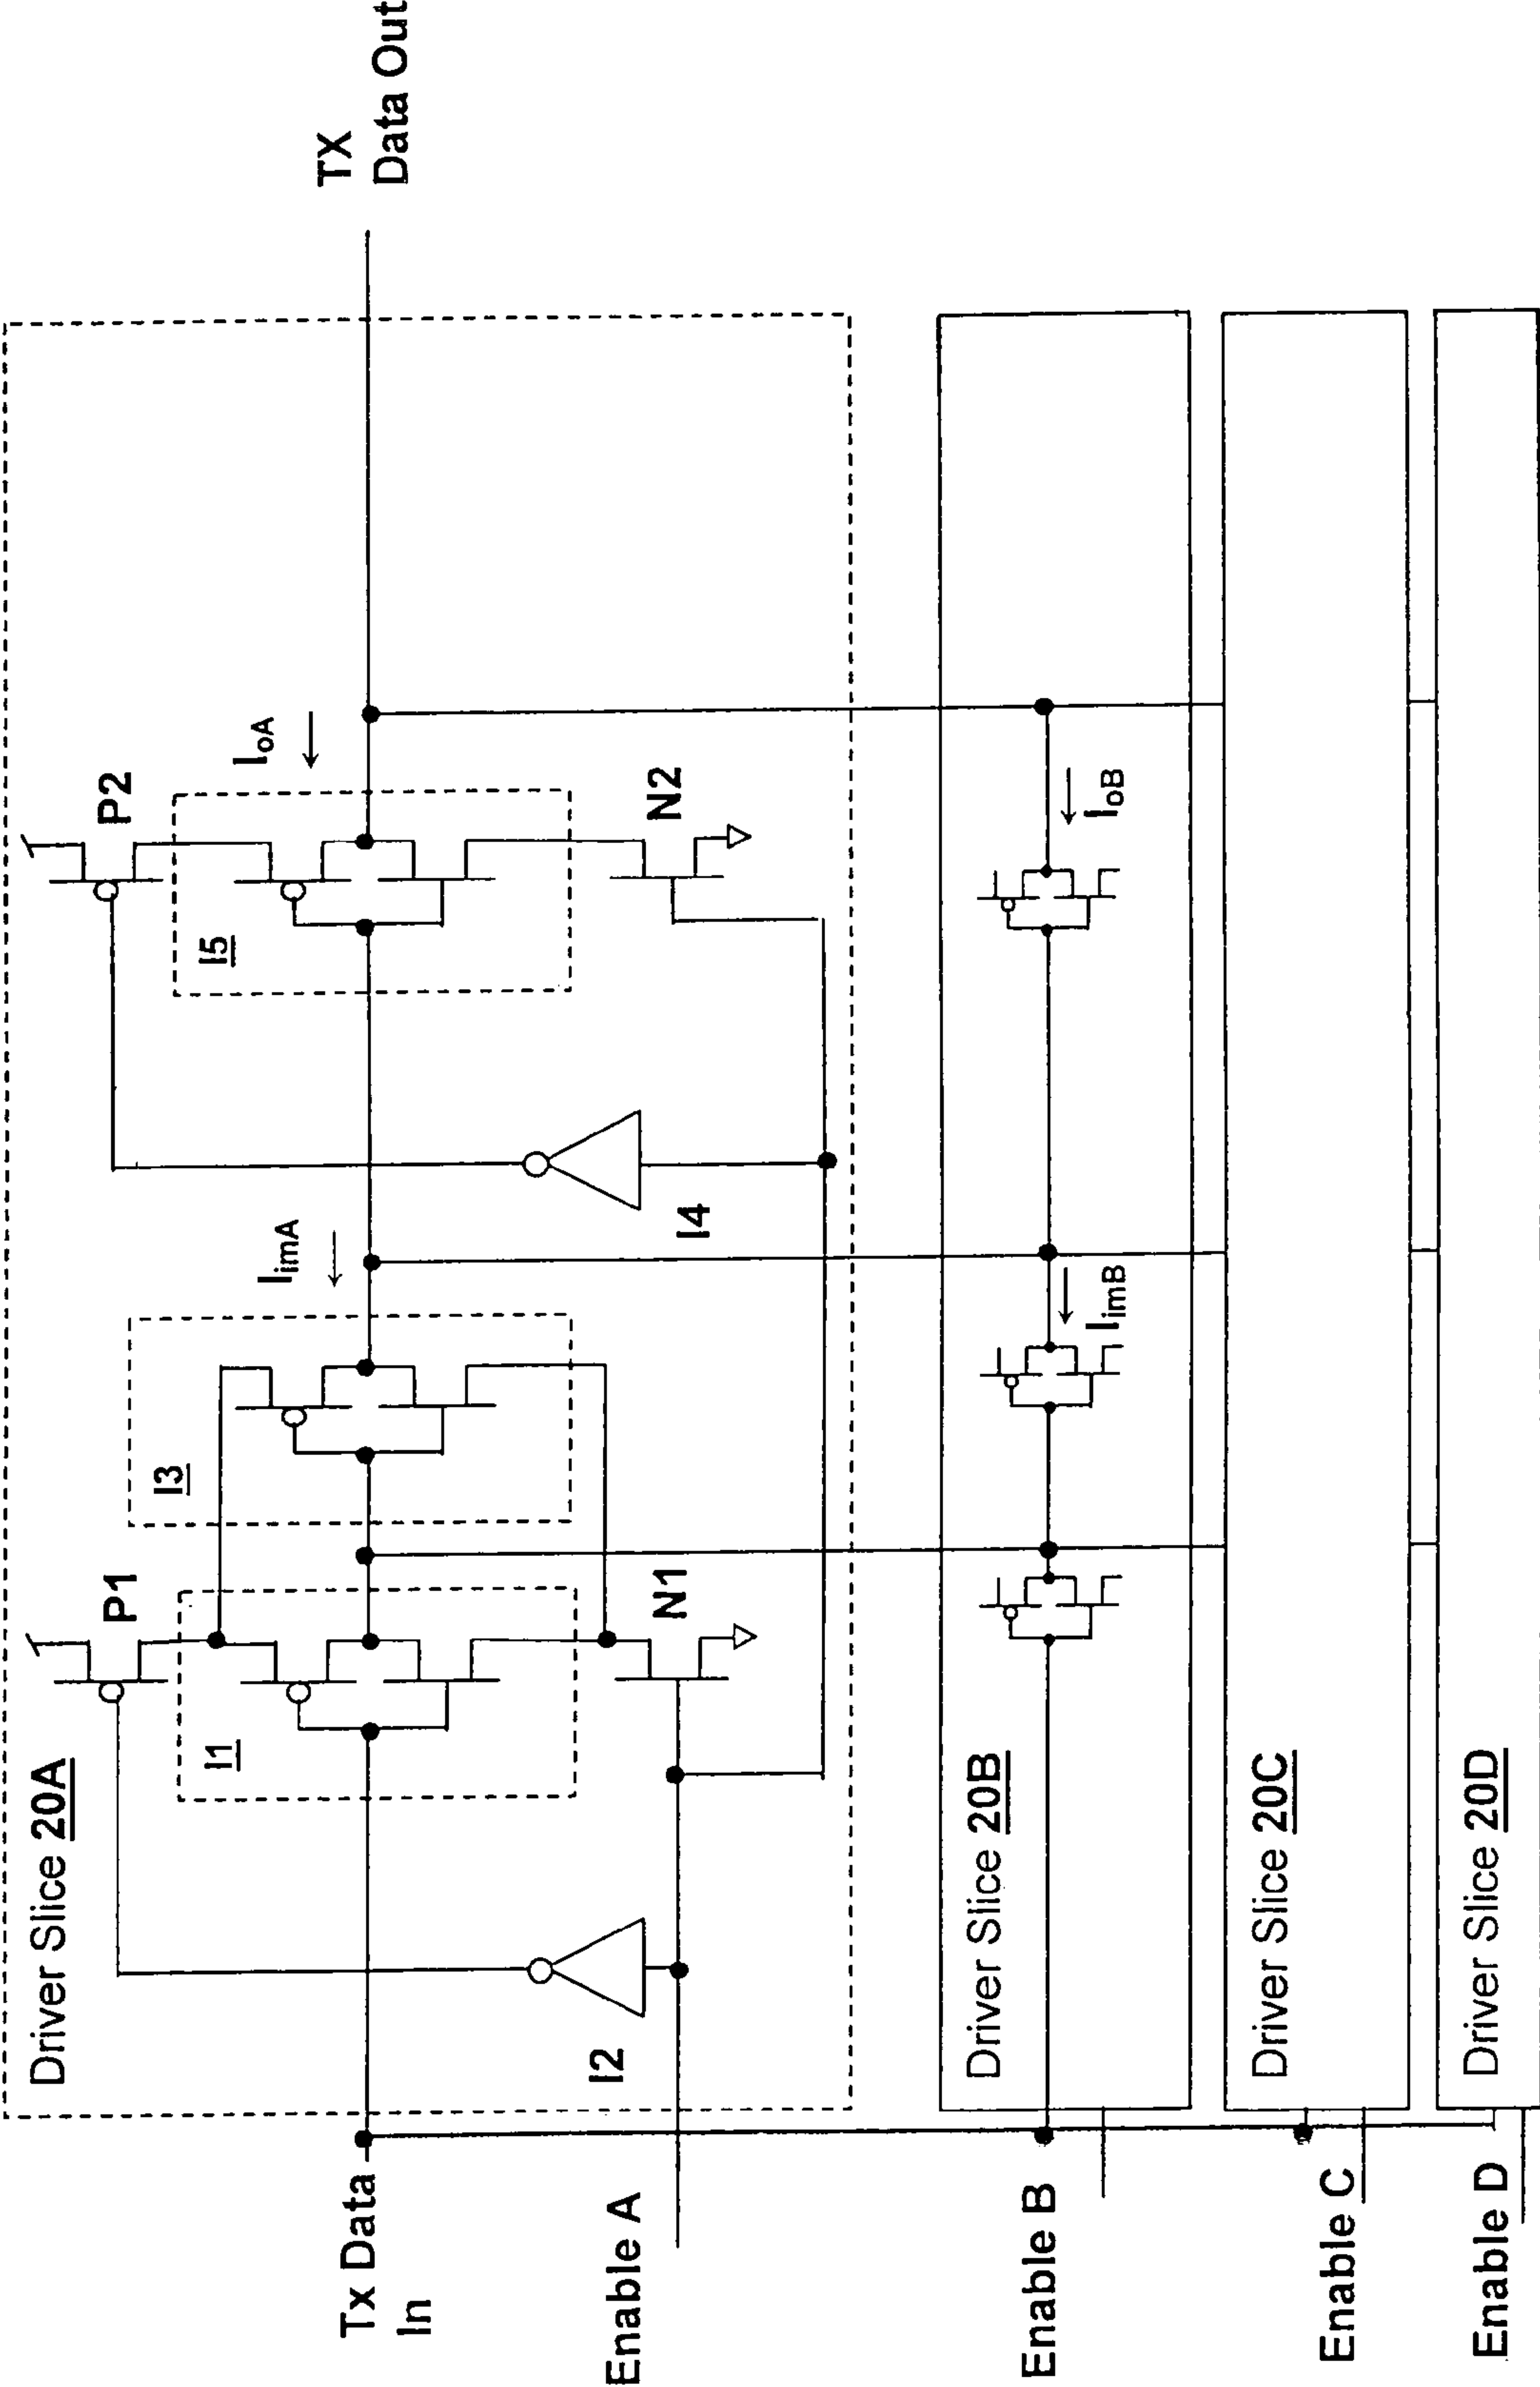 Driver Slice 20A
P1
P2
I1
I3
I5
IimA
IoA
TX
Data Out
Tx Data
In
I2
I4
N1
N2
Enable A
Driver Slice 20B
IimB
IoB
Enable B
Driver Slice 20C
Enable C
Driver Slice 20D
Enable D